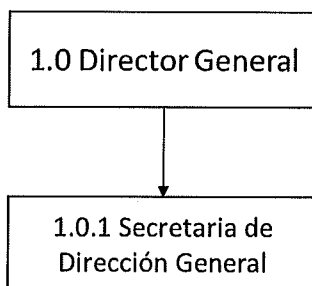 1.0 Director General
1.0.1 Secretaria de
Dirección General